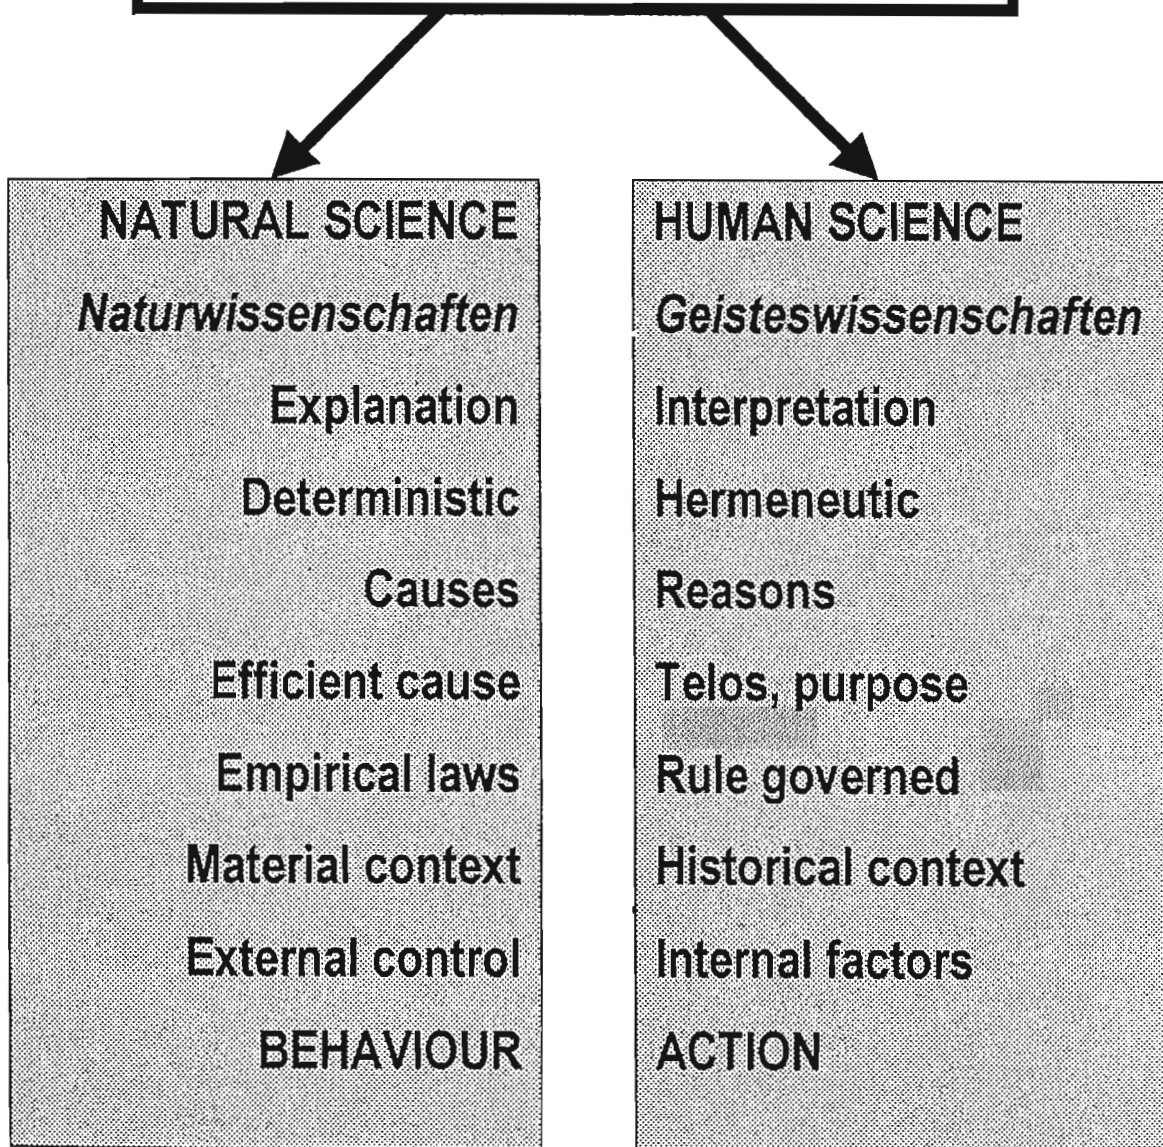 NATURAL SCIENCE
Naturwissenschaften
Explanation
Deterministic
Causes
Efficient cause
Empirical laws
Material context
External control
BEHAVIOUR
HUMAN SCIENCE
Geisteswissenschaften
Interpretation
Hermeneutic
Reasons
Telos, purpose
Rule governed
Historical context
Internal factors
ACTION